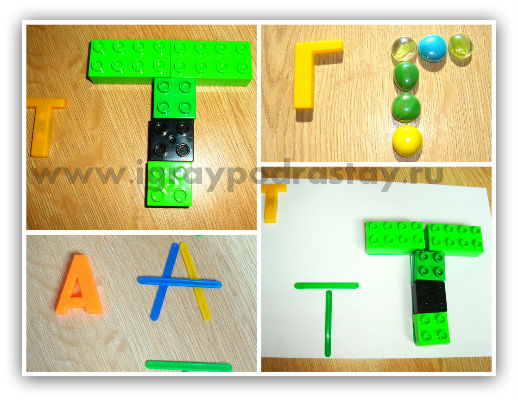 Т Т
Г Г
www.igraypodrastay.ru
А А
Т Т Т